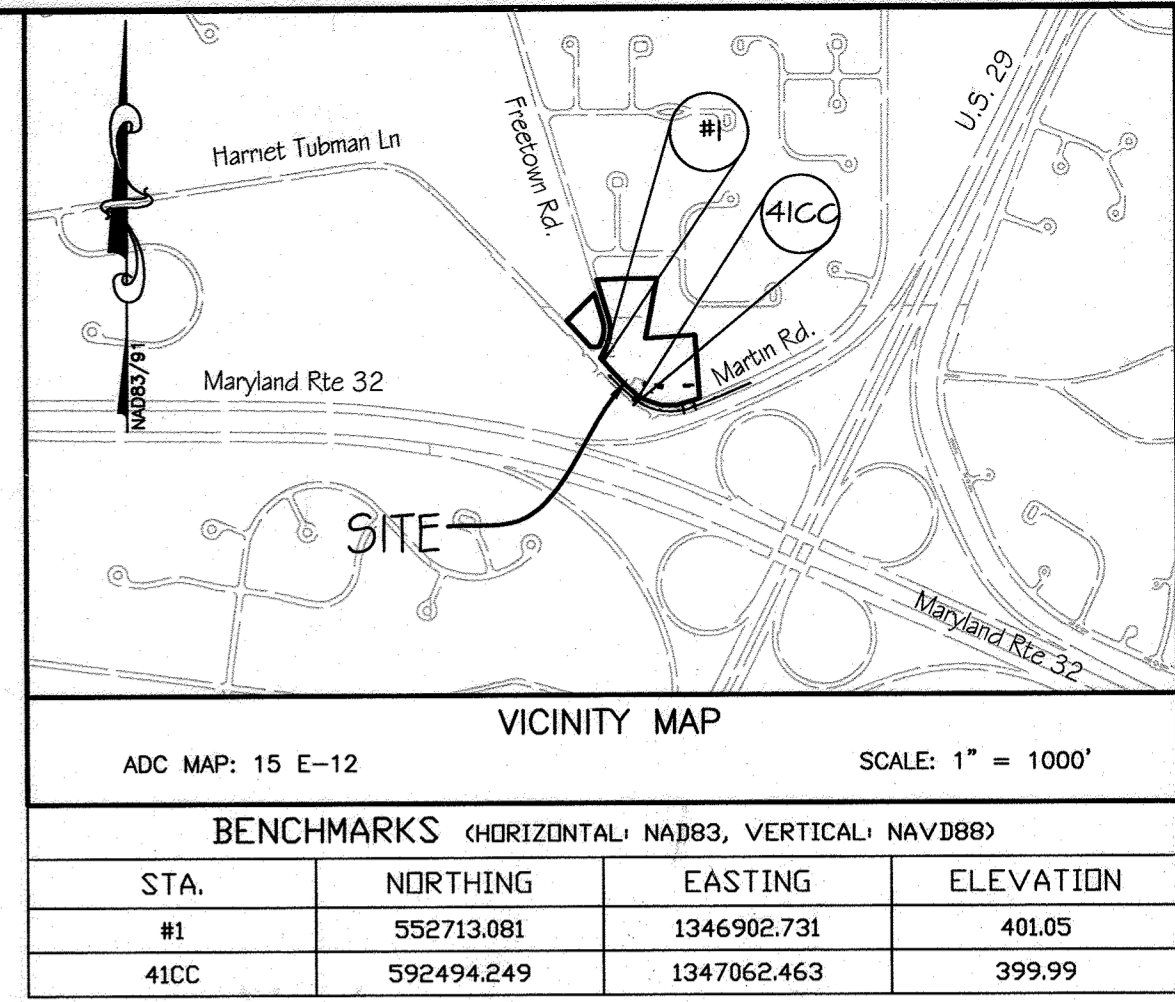 Harriet Tubman Ln
Freetown Rd.
#1
41CC
U.S. 29
NAD83/91
Maryland Rte 32
Martin Rd.
SITE
Maryland Rte 32
VICINITY MAP
ADC MAP: 15 E-12 SCALE: 1" = 1000'
BENCHMARKS (HORIZONTAL: NAD83, VERTICAL: NAVD88)
STA. NORTHING EASTING ELEVATION
#1 552713.081 1346902.731 401.05
41CC 592494.249 1347062.463 399.99